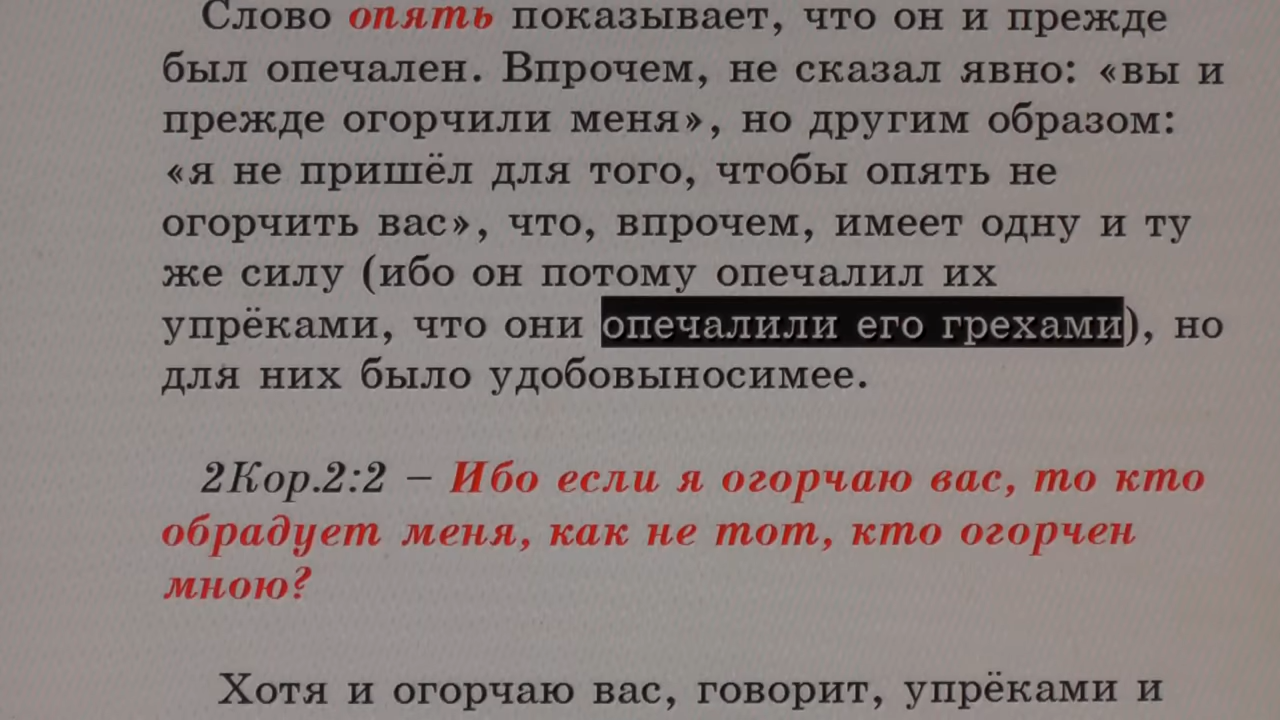 Слово опять показывает, что он и прежде
был опечален. Впрочем, не сказал явно: «вы и
прежде огорчили меня», но другим образом:
«я не пришёл для того, чтобы опять не
огорчить вас», что, впрочем, имеет одну и ту
же силу (ибо он потому опечалил их
упрёками, что они опечалили его грехами), но
для них было удобовыносимее.
2Кор.2:2 – Ибо если я огорчаю вас, то кто
обрадует меня, как не тот, кто огорчен
мною?
Хотя и огорчаю вас, говорит, упрёками и